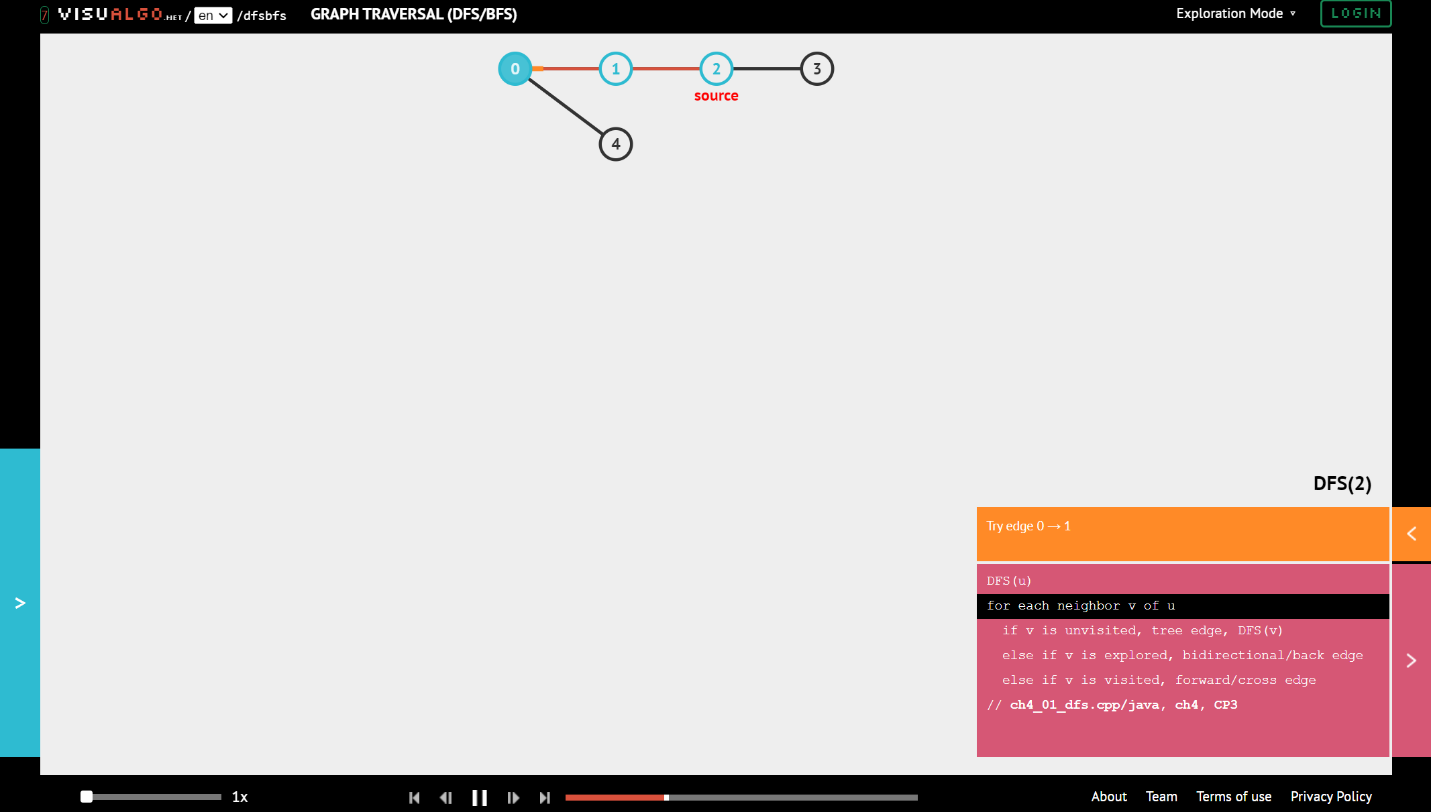 7 VISUALGO.NET / en /dfsbfs GRAPH TRAVERSAL (DFS/BFS) Exploration Mode ▾ LOGIN
0 1 2 3
source
4
DFS(2)
Try edge 0 → 1
<
DFS(u)
for each neighbor v of u
>
if v is unvisited, tree edge, DFS(v)
else if v is explored, bidirectional/back edge
>
else if v is visited, forward/cross edge
// ch4_01_dfs.cpp/java, ch4, CP3
1x
About Team Terms of use Privacy Policy